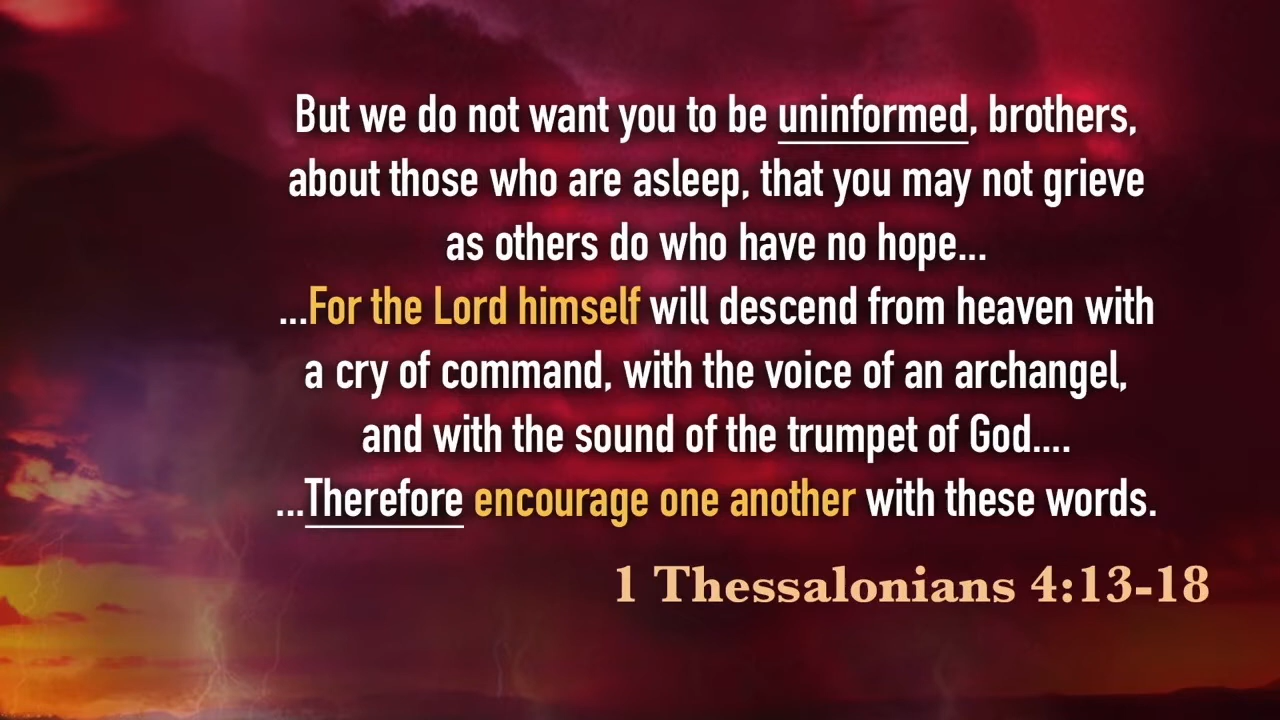 But we do not want you to be uninformed, brothers,
about those who are asleep, that you may not grieve
as others do who have no hope...
...For the Lord himself will descend from heaven with
a cry of command, with the voice of an archangel,
and with the sound of the trumpet of God....
...Therefore encourage one another with these words.
1 Thessalonians 4:13-18